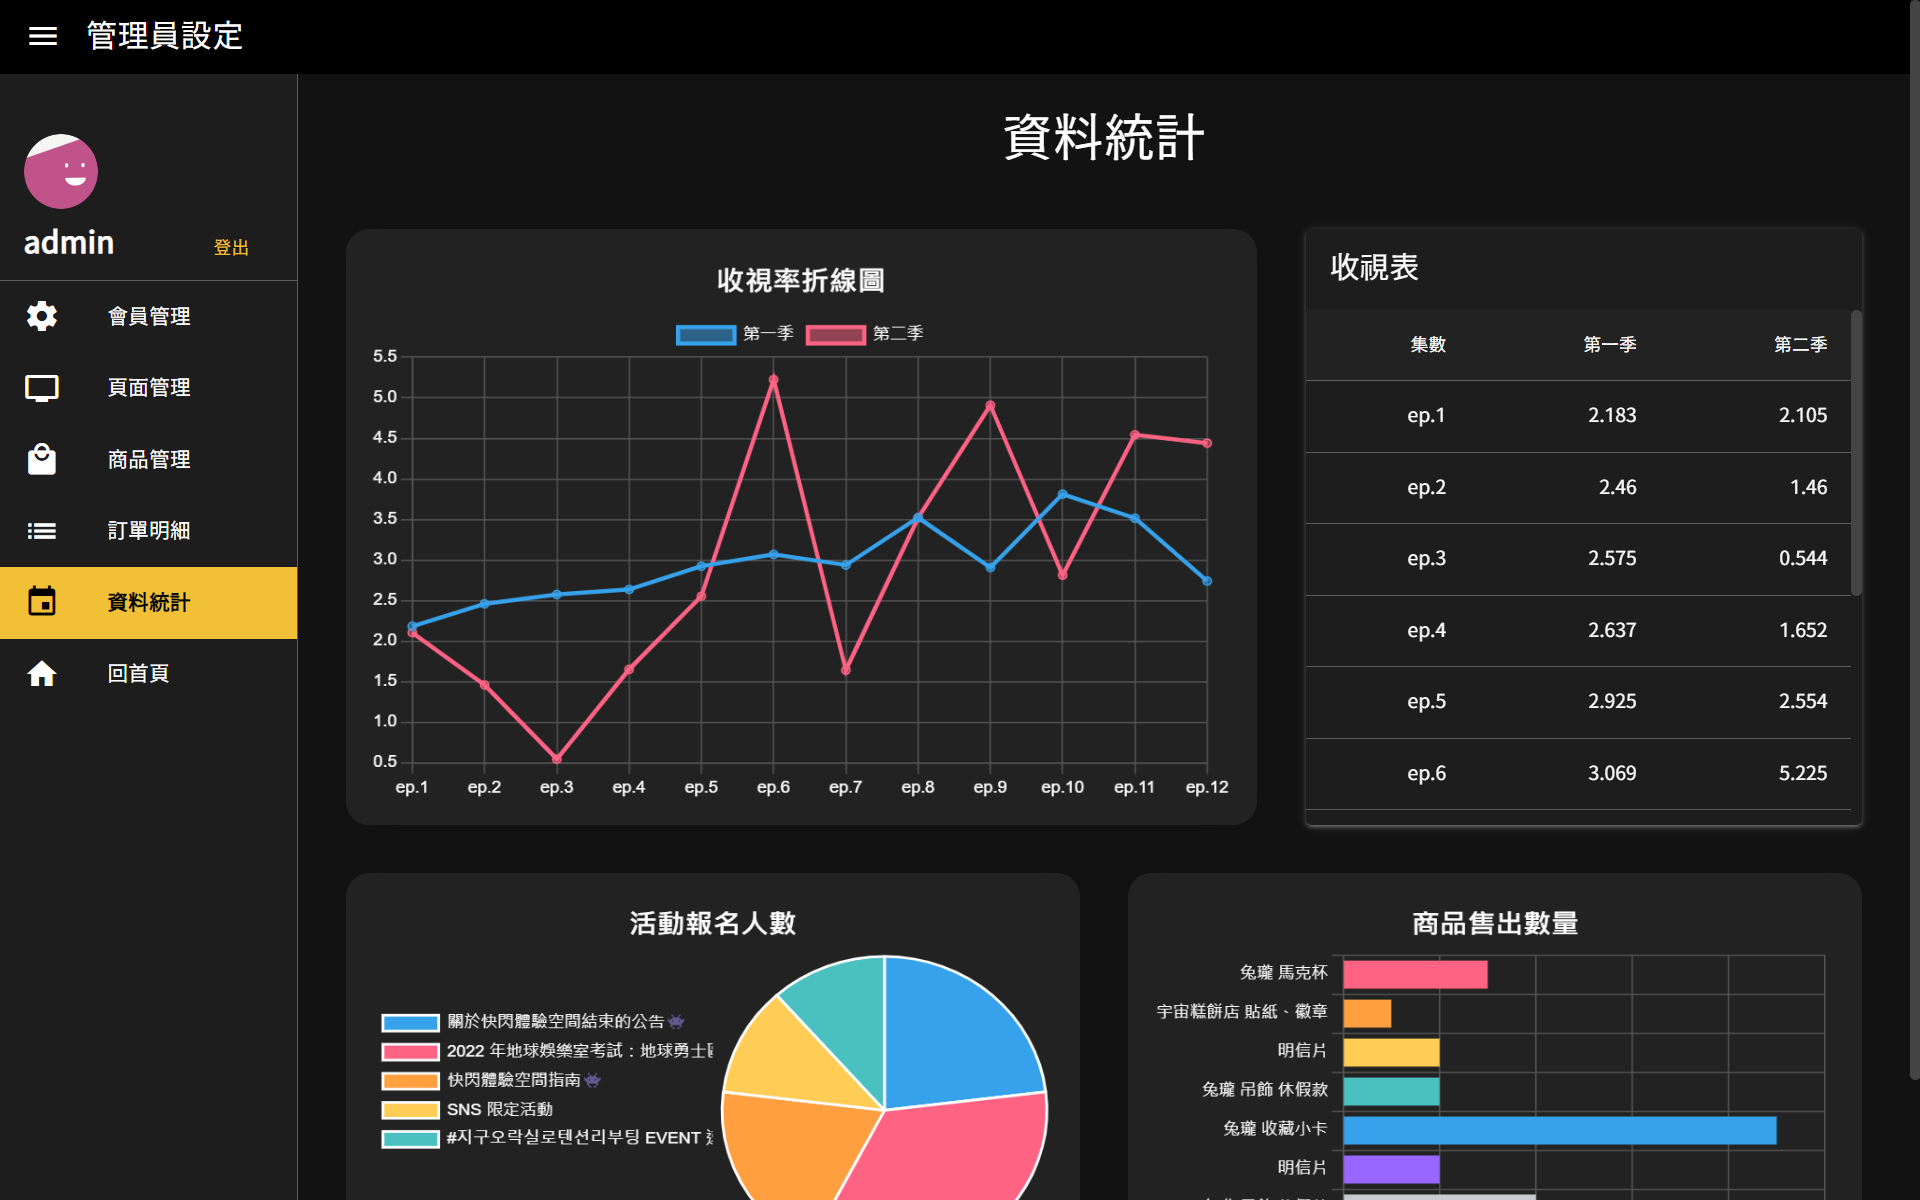 管理員設定
admin
登出
會員管理
頁面管理
商品管理
訂單明細
資料統計
回首頁
資料統計
收視率折線圖
第一季 第二季
5.5
5.0
4.5
4.0
3.5
3.0
2.5
2.0
1.5
1.0
0.5
ep.1 ep.2 ep.3 ep.4 ep.5 ep.6 ep.7 ep.8 ep.9 ep.10 ep.11 ep.12
收視表
集數 第一季 第二季
ep.1 2.183 2.105
ep.2 2.46 1.46
ep.3 2.575 0.544
ep.4 2.637 1.652
ep.5 2.925 2.554
ep.6 3.069 5.225
活動報名人數
關於快閃體驗空間結束的公告👾
2022 年地球娛樂室考試：地球勇士
快閃體驗空間指南👾
SNS 限定活動
#지구오락실로텐션리부팅 EVENT
商品售出數量
兔瓏 馬克杯
宇宙糕餅店 貼紙、徽章
明信片
兔瓏 吊飾 休假款
兔瓏 收藏小卡
明信片